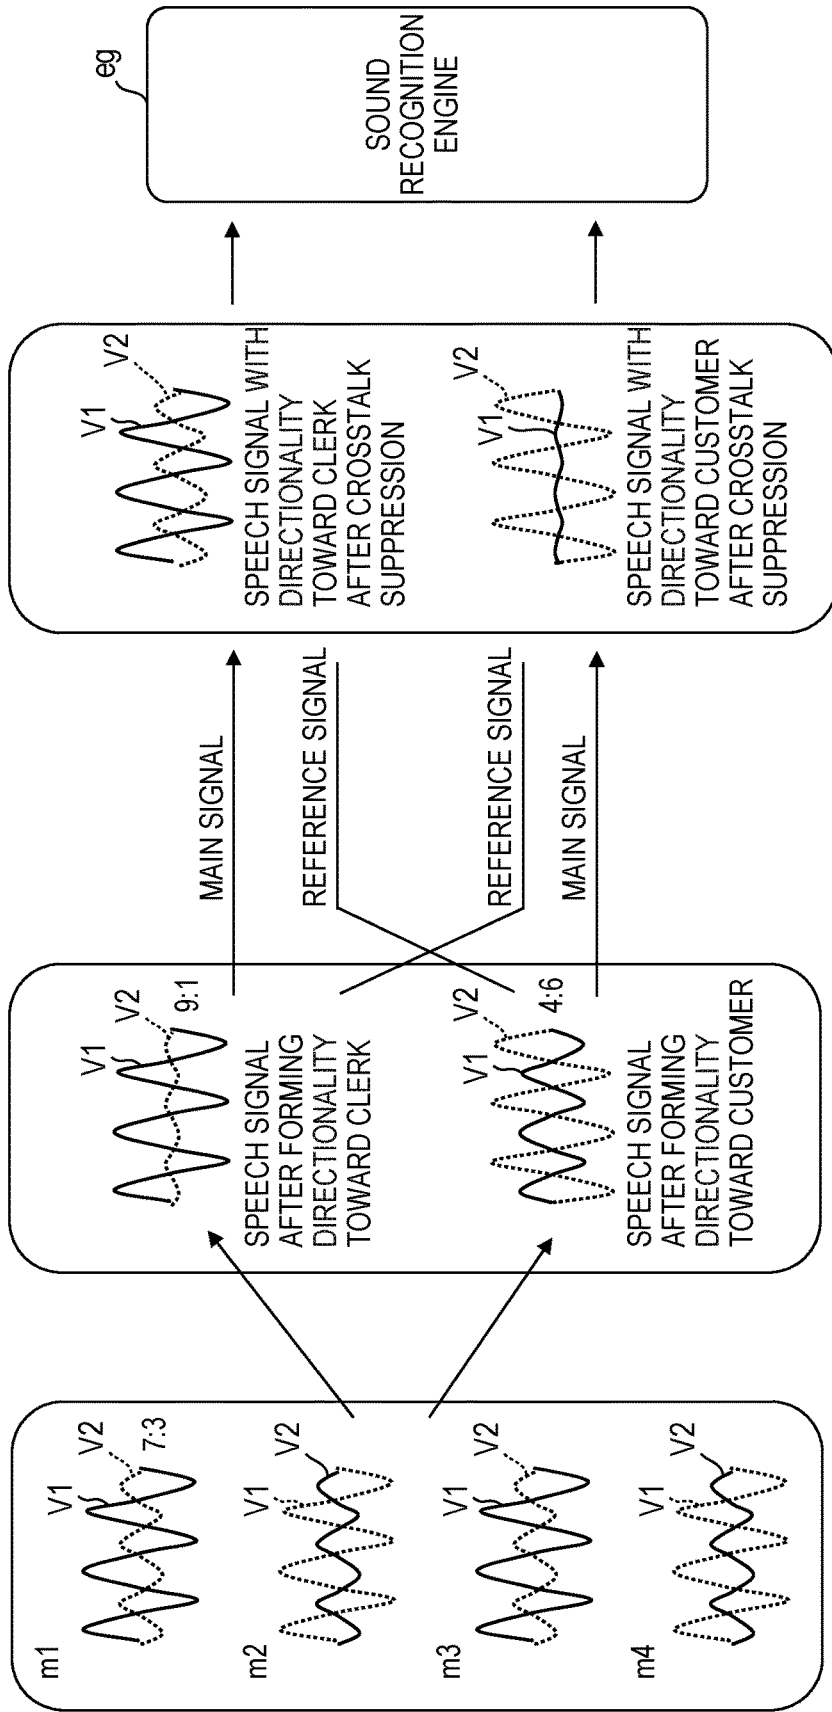 m1
V1
V2
7:3
m2
V1
V2
m3
V1
V2
m4
V1
V2
V1
V2
9:1
SPEECH SIGNAL
AFTER FORMING
DIRECTIONALITY
TOWARD CLERK
V1
V2
4:6
SPEECH SIGNAL
AFTER FORMING
DIRECTIONALITY
TOWARD CUSTOMER
MAIN SIGNAL
REFERENCE SIGNAL
REFERENCE SIGNAL
MAIN SIGNAL
V1
V2
SPEECH SIGNAL WITH
DIRECTIONALITY
TOWARD CLERK
AFTER CROSSTALK
SUPPRESSION
V1
V2
SPEECH SIGNAL WITH
DIRECTIONALITY
TOWARD CUSTOMER
AFTER CROSSTALK
SUPPRESSION
eg
SOUND
RECOGNITION
ENGINE